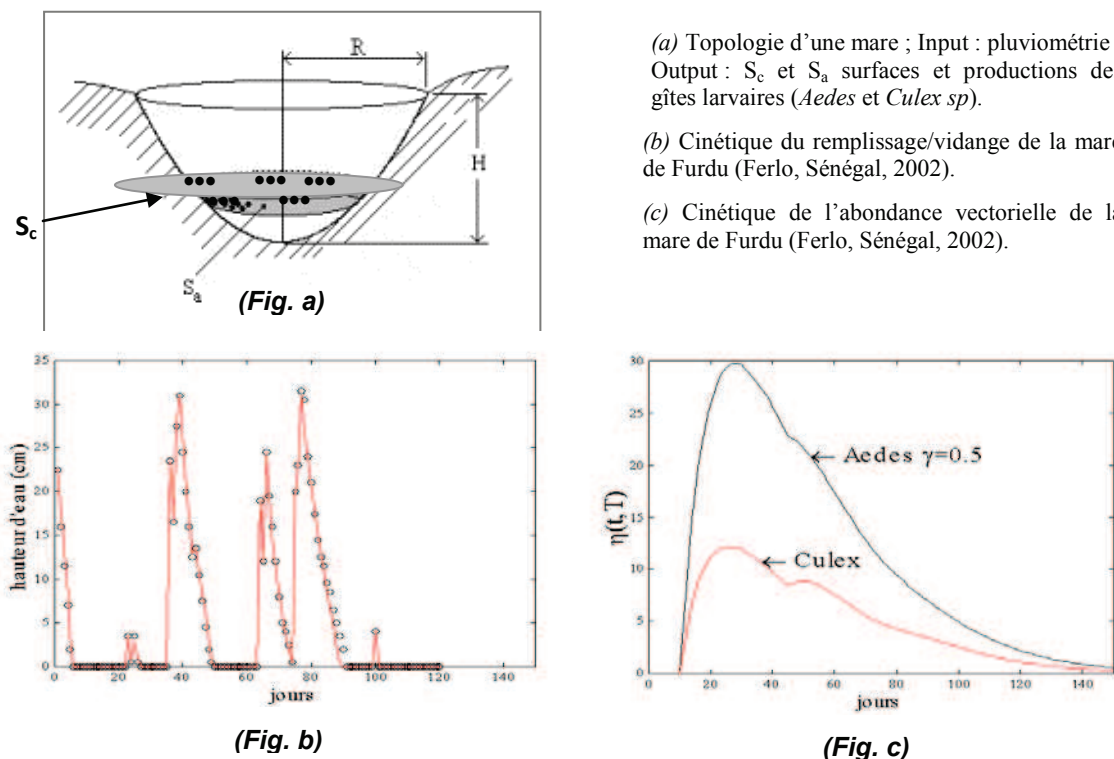 R
H
S_c
S_a
(Fig. a)
(a) Topologie d'une mare ; Input : pluviométrie
Output : S_c et S_a surfaces et productions de
gîtes larvaires (Aedes et Culex sp).
(b) Cinétique du remplissage/vidange de la mare
de Furdu (Ferlo, Sénégal, 2002).
(c) Cinétique de l'abondance vectorielle de la
mare de Furdu (Ferlo, Sénégal, 2002).
35
30
25
20
15
10
5
0
hauteur d'eau (cm)
0 20 40 60 80 100 120 140
jours
(Fig. b)
30
25
20
15
10
5
0
η(t,T)
← Aedes γ=0.5
← Culex
0 20 40 60 80 100 120 140
jours
(Fig. c)